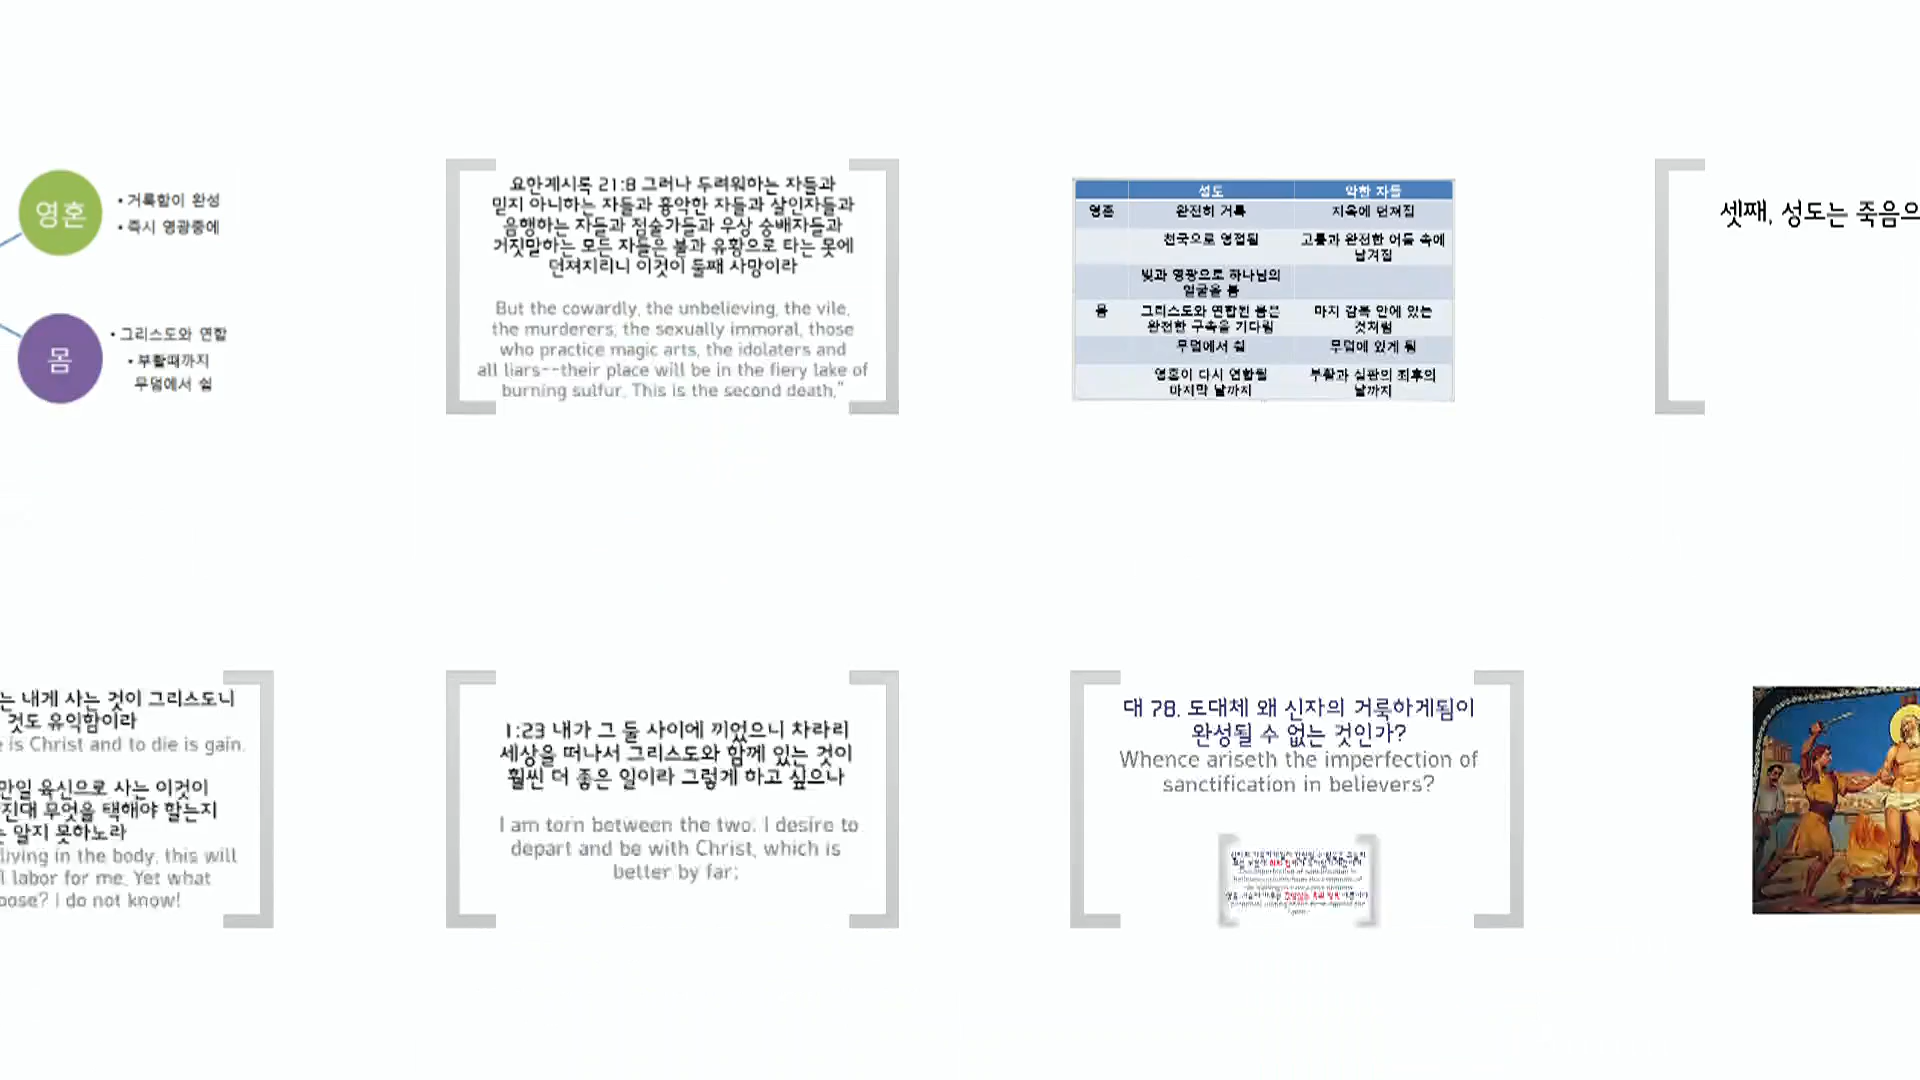 영혼
• 거룩함이 완성
• 즉시 영광중에
몸
• 그리스도와 연합
• 부활때까지
무덤에서 쉼
요한계시록 21:8 그러나 두려워하는 자들과
믿지 아니하는 자들과 흉악한 자들과 살인자들과
음행하는 자들과 점술가들과 우상 숭배자들과
거짓말하는 모든 자들은 불과 유황으로 타는 못에
던져지리니 이것이 둘째 사망이라
But the cowardly, the unbelieving, the vile,
the murderers, the sexually immoral, those
who practice magic arts, the idolaters and
all liars--their place will be in the fiery lake of
burning sulfur. This is the second death."
성도 악한 자들
영혼 완전히 거룩 지옥에 던져짐
천국으로 영접됨 고통과 완전한 어둠 속에
남겨짐
빛과 영광으로 하나님의
얼굴을 봄
몸 그리스도와 연합된 몸은 마지 감옥 안에 있는
완전한 구속을 기다림 것처럼
무덤에서 쉼 무덤에 있게 됨
영혼이 다시 연합될 부활과 심판의 최후의
마지막 날까지 날까지
셋째, 성도는 죽음으
는 내게 사는 것이 그리스도니
것도 유익함이라
is Christ and to die is gain.
만일 육신으로 사는 이것이
진대 무엇을 택해야 할는지
는 알지 못하노라
living in the body, this will
labor for me. Yet what
oose? I do not know!
1:23 내가 그 둘 사이에 끼었으니 차라리
세상을 떠나서 그리스도와 함께 있는 것이
훨씬 더 좋은 일이라 그렇게 하고 싶으나
I am torn between the two: I desire to
depart and be with Christ, which is
better by far;
대 78. 도대체 왜 신자의 거룩하게됨이
완성될 수 없는 것인가?
Whence ariseth the imperfection of
sanctification in believers?